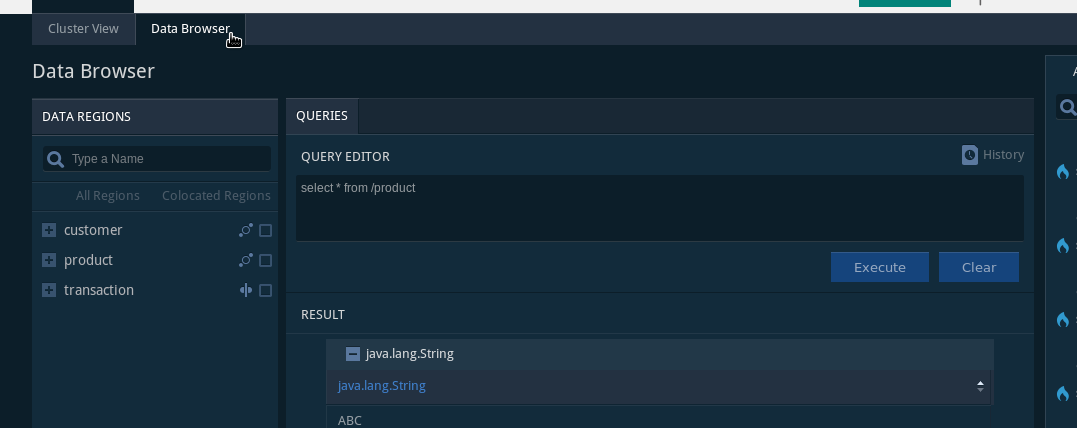 Cluster View
Data Browser
Data Browser
DATA REGIONS
Type a Name
All Regions
Colocated Regions
customer
product
transaction
QUERIES
QUERY EDITOR
History
select * from /product
Execute
Clear
RESULT
java.lang.String
java.lang.String
ABC